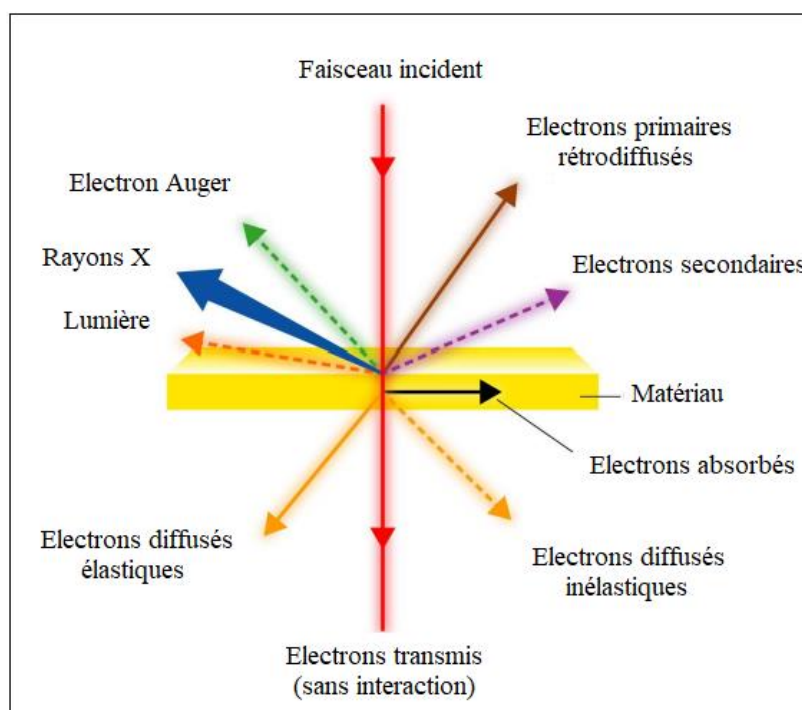 Faisceau incident
Electrons primaires
rétrodiffusés
Electron Auger
Rayons X
Electrons secondaires
Lumière
Matériau
Electrons absorbés
Electrons diffusés
élastiques
Electrons diffusés
inélastiques
Electrons transmis
(sans interaction)